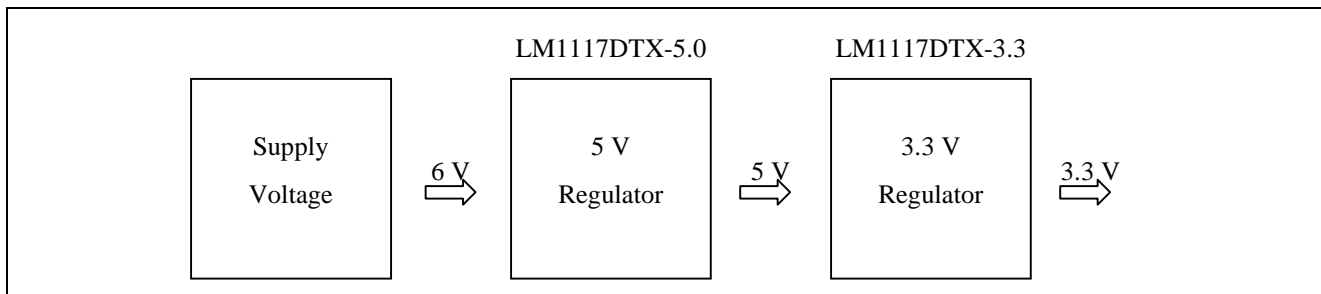 LM1117DTX-5.0 LM1117DTX-3.3
Supply
Voltage
6 V
5 V
Regulator
5 V
3.3 V
Regulator
3.3 V